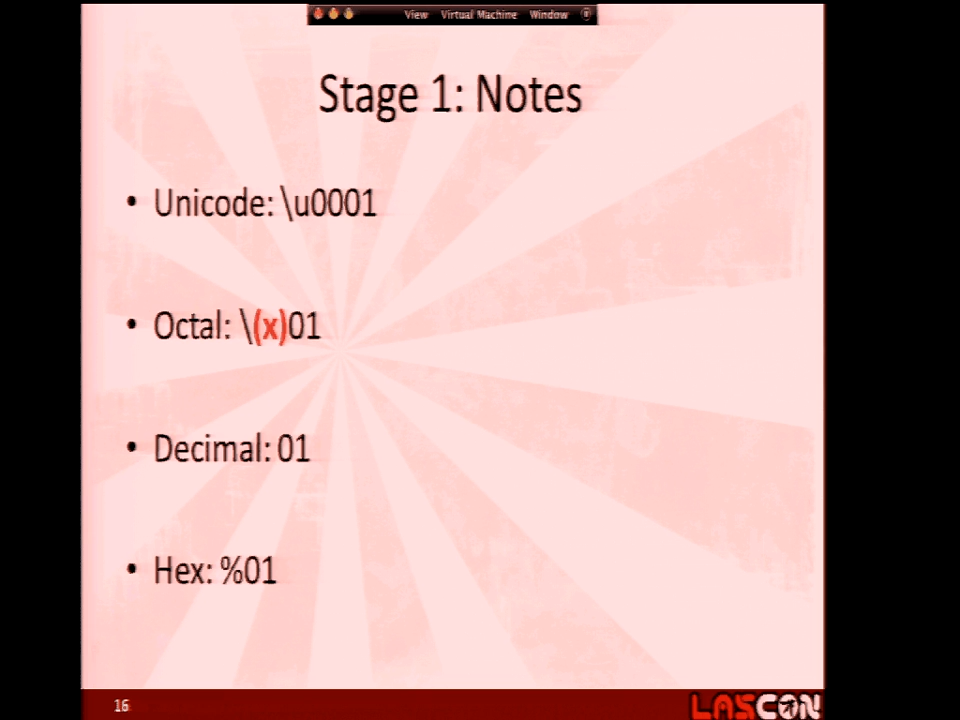 View Virtual Machine Window
Stage 1: Notes
• Unicode: \u0001
• Octal: \(x)01
• Decimal: 01
• Hex: %01
16
LASCON